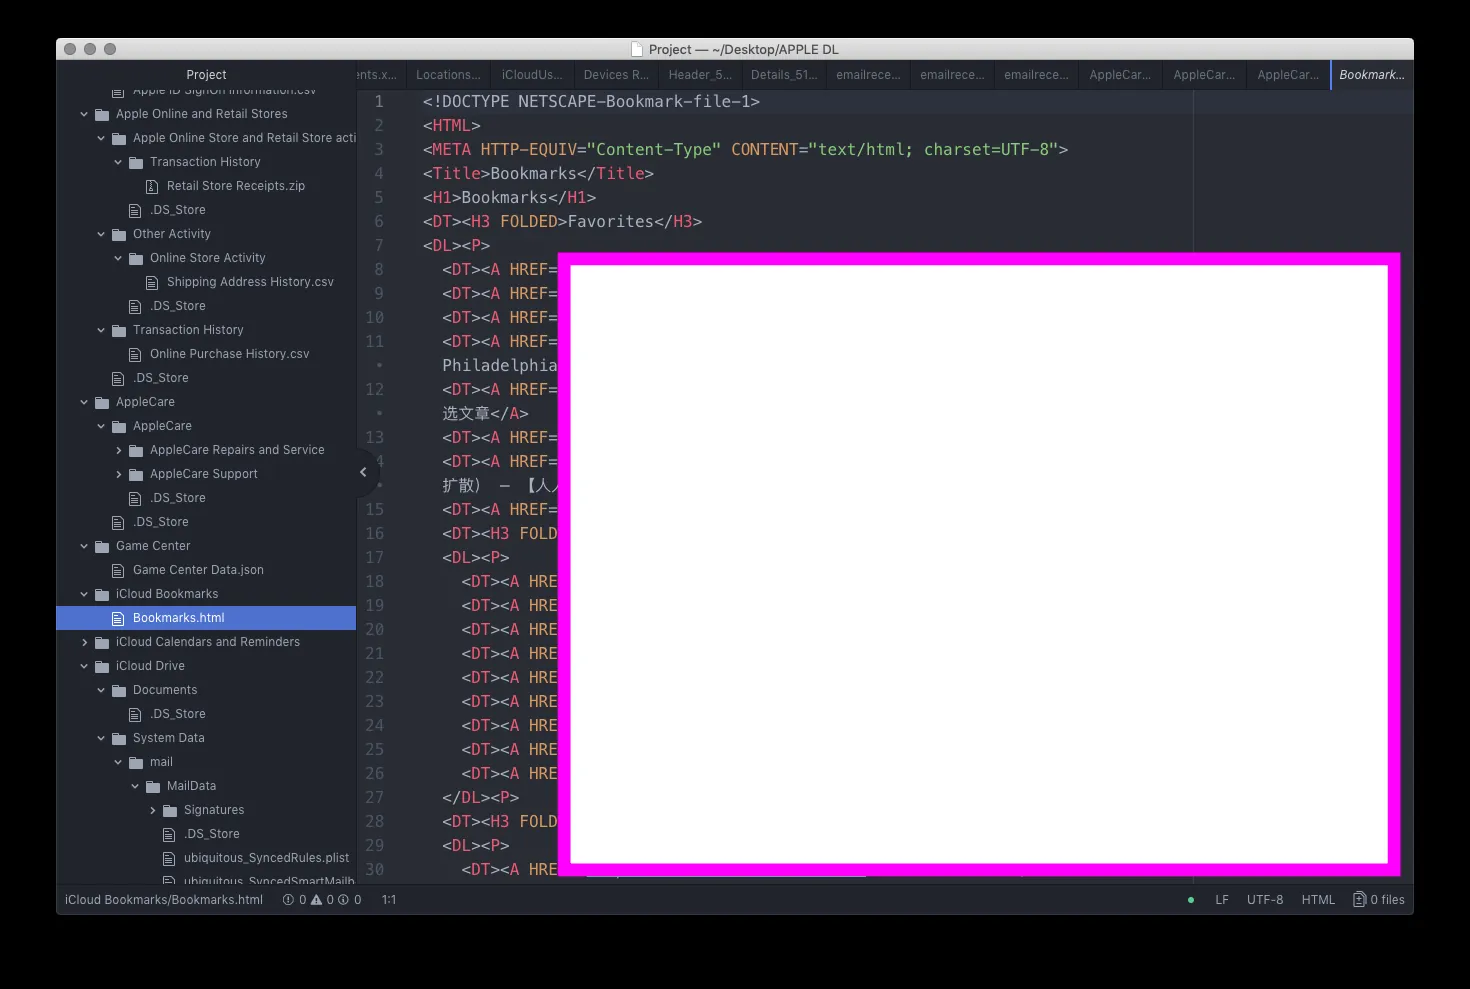 Project — ~/Desktop/APPLE DL
Project
ents.x... Locations... iCloudUs... Devices R... Header_5... Details_51... emailrece... emailrece... emailrece... AppleCar... AppleCar... AppleCar... Bookmark...
Apple ID SignOn Information.csv
Apple Online and Retail Stores
Apple Online Store and Retail Store acti
Transaction History
Retail Store Receipts.zip
.DS_Store
Other Activity
Online Store Activity
Shipping Address History.csv
.DS_Store
Transaction History
Online Purchase History.csv
.DS_Store
AppleCare
AppleCare
AppleCare Repairs and Service
AppleCare Support
.DS_Store
.DS_Store
Game Center
Game Center Data.json
iCloud Bookmarks
Bookmarks.html
iCloud Calendars and Reminders
iCloud Drive
Documents
.DS_Store
System Data
mail
MailData
Signatures
.DS_Store
ubiquitous_SyncedRules.plist
ubiquitous_SyncedSmartMailb
1 <!DOCTYPE NETSCAPE-Bookmark-file-1>
2 <HTML>
3 <META HTTP-EQUIV="Content-Type" CONTENT="text/html; charset=UTF-8">
4 <Title>Bookmarks</Title>
5 <H1>Bookmarks</H1>
6 <DT><H3 FOLDED>Favorites</H3>
7 <DL><P>
8 <DT><A HREF=
9 <DT><A HREF=
10 <DT><A HREF=
11 <DT><A HREF=
• Philadelphia
12 <DT><A HREF=
• 选文章</A>
13 <DT><A HREF=
4 <DT><A HREF=
• 扩散） – 【人
15 <DT><A HREF=
16 <DT><H3 FOLD
17 <DL><P>
18 <DT><A HRE
19 <DT><A HRE
20 <DT><A HRE
21 <DT><A HRE
22 <DT><A HRE
23 <DT><A HRE
24 <DT><A HRE
25 <DT><A HRE
26 <DT><A HRE
27 </DL><P>
28 <DT><H3 FOLD
29 <DL><P>
30 <DT><A HRE
iCloud Bookmarks/Bookmarks.html 0 0 0 1:1 LF UTF-8 HTML 0 files